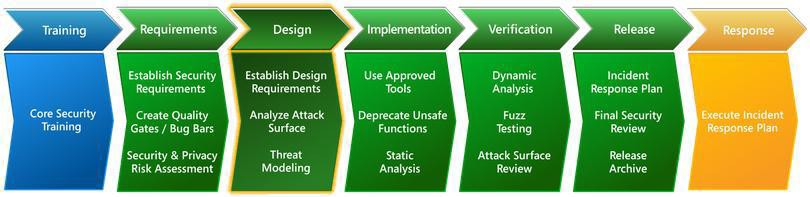 Training
Requirements
Design
Implementation
Verification
Release
Response
Core Security
Training
Establish Security
Requirements
Create Quality
Gates / Bug Bars
Security & Privacy
Risk Assessment
Establish Design
Requirements
Analyze Attack
Surface
Threat
Modeling
Use Approved
Tools
Deprecate Unsafe
Functions
Static
Analysis
Dynamic
Analysis
Fuzz
Testing
Attack Surface
Review
Incident
Response Plan
Final Security
Review
Release
Archive
Execute Incident
Response Plan